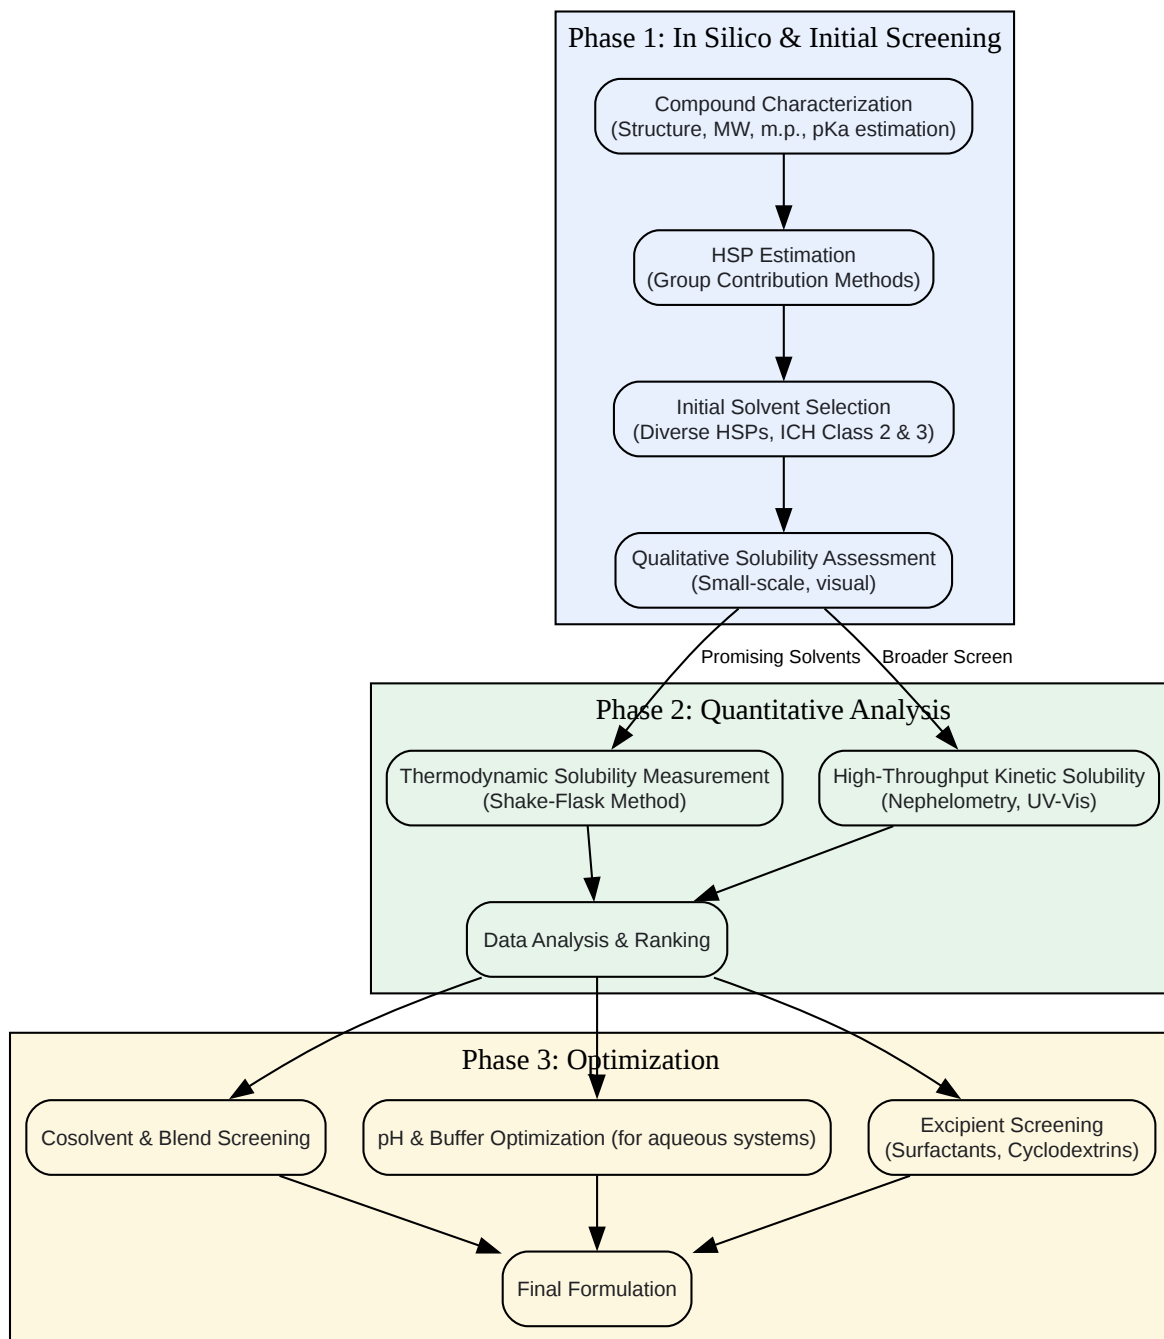 Phase 1: In Silico & Initial Screening
Compound Characterization
(Structure, MW, m.p., pKa estimation)
HSP Estimation
(Group Contribution Methods)
Initial Solvent Selection
(Diverse HSPs, ICH Class 2 & 3)
Qualitative Solubility Assessment
(Small-scale, visual)
Promising Solvents
Broader Screen
Phase 2: Quantitative Analysis
Thermodynamic Solubility Measurement
(Shake-Flask Method)
High-Throughput Kinetic Solubility
(Nephelometry, UV-Vis)
Data Analysis & Ranking
Phase 3: Optimization
Cosolvent & Blend Screening
pH & Buffer Optimization (for aqueous systems)
Excipient Screening
(Surfactants, Cyclodextrins)
Final Formulation